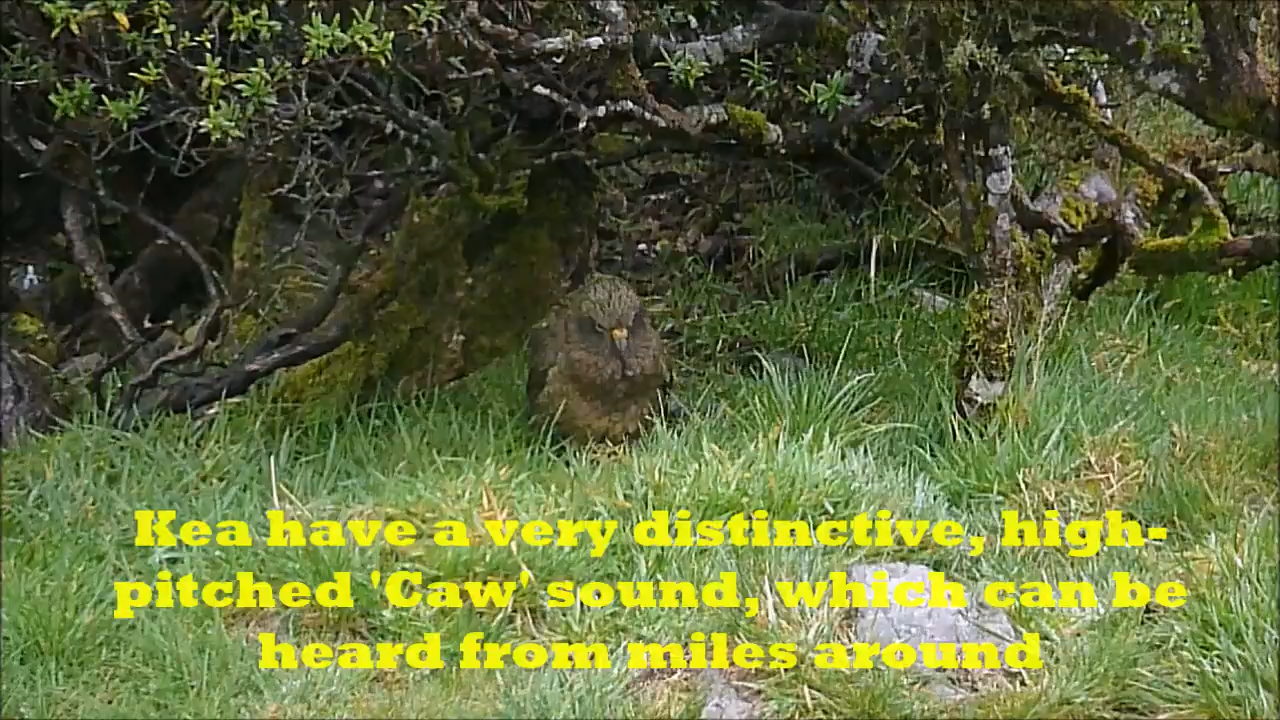 Kea have a very distinctive, high-
pitched 'Caw' sound, which can be
heard from miles around